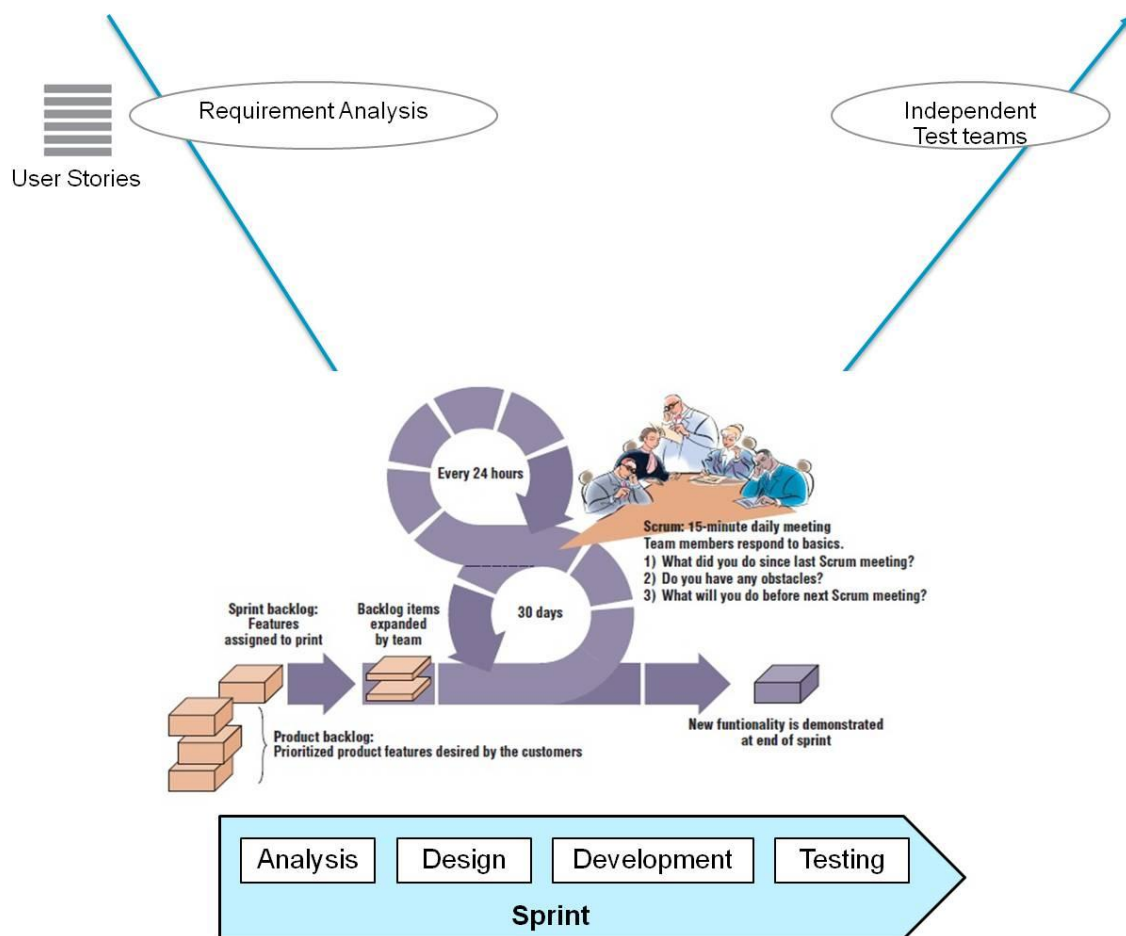 Requirement Analysis
Independent
Test teams
User Stories
Every 24 hours
Scrum: 15-minute daily meeting
Team members respond to basics.
1) What did you do since last Scrum meeting?
2) Do you have any obstacles?
3) What will you do before next Scrum meeting?
30 days
Sprint backlog:
Features
assigned to print
Backlog items
expanded
by team
New funtionality is demonstrated
at end of sprint
Product backlog:
Prioritized product features desired by the customers
Analysis
Design
Development
Testing
Sprint